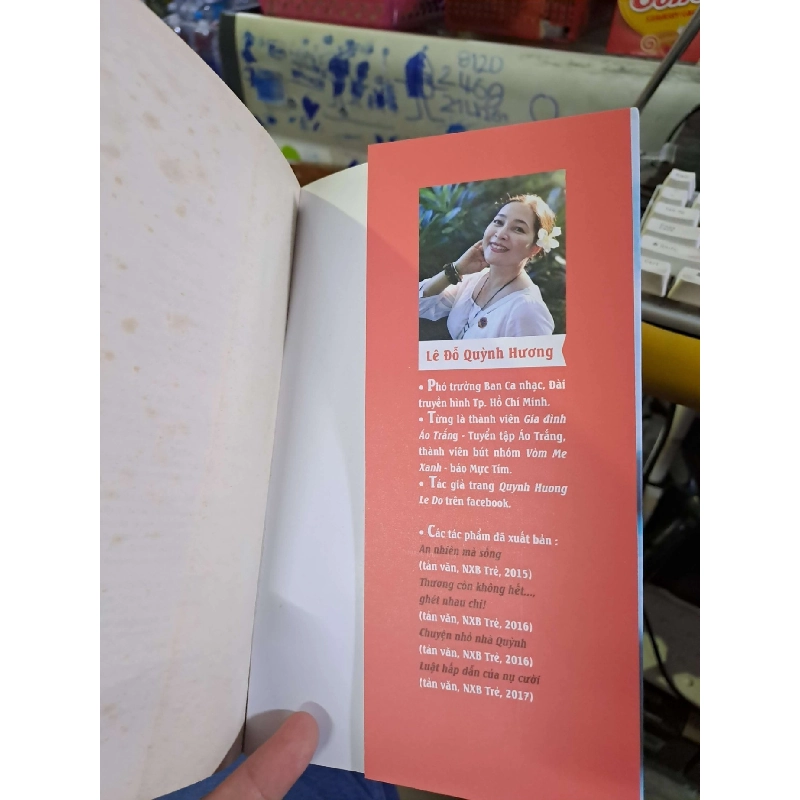 B12D
2469
Lê Đỗ Quỳnh Hương
• Phó trưởng Ban Ca nhạc, Đài
truyền hình Tp. Hồ Chí Minh.
• Từng là thành viên Gia đình
Áo Trắng - Tuyển tập Áo Trắng,
thành viên bút nhóm Vòm Me
Xanh - báo Mực Tím.
• Tác giả trang Quynh Huong
Le Do trên facebook.
• Các tác phẩm đã xuất bản :
An nhiên mà sống
(tản văn, NXB Trẻ, 2015)
Thương còn không hết...,
ghét nhau chi!
(tản văn, NXB Trẻ, 2016)
Chuyện nhỏ nhà Quỳnh
(tản văn, NXB Trẻ, 2016)
Luật hấp dẫn của nụ cười
(tản văn, NXB Trẻ, 2017)